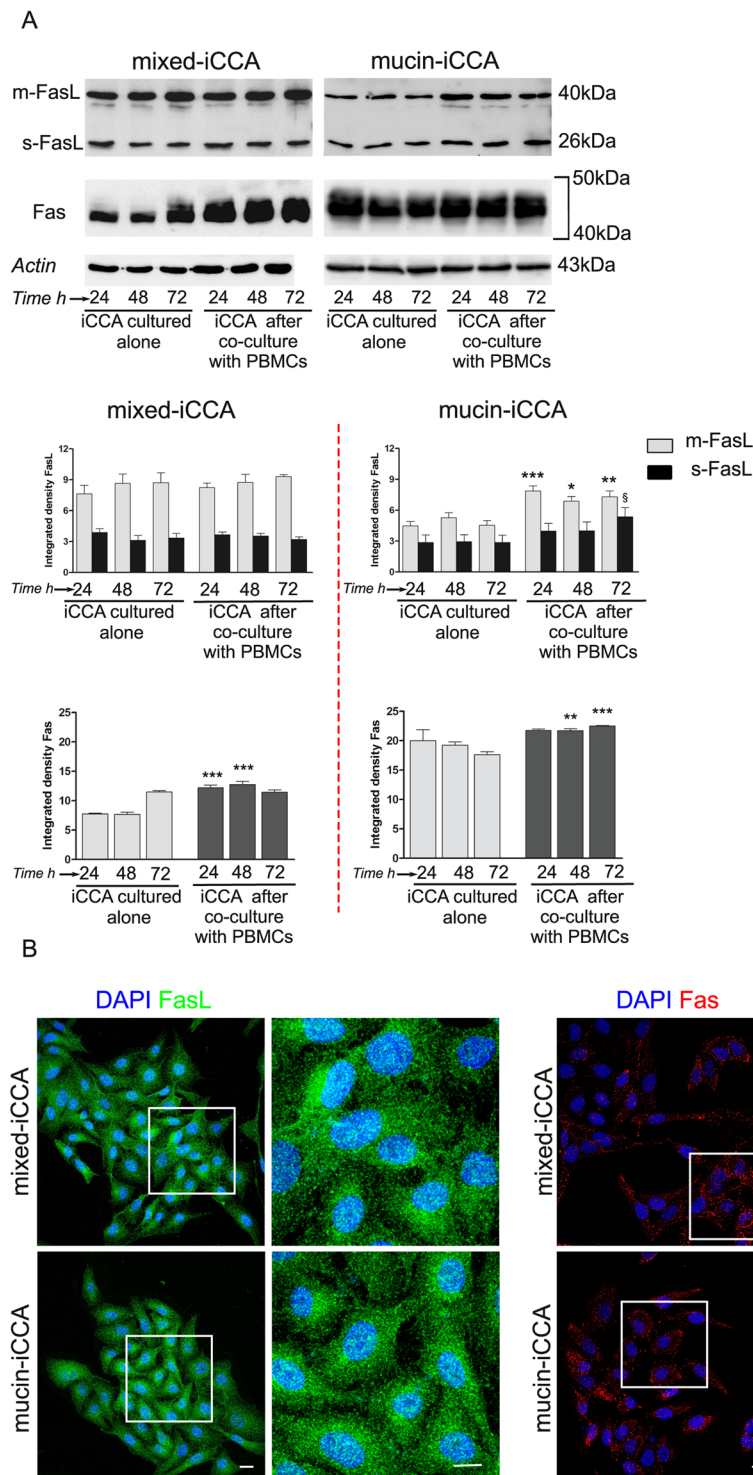 A
mixed-iCCA mucin-iCCA
m-FasL 40kDa
s-FasL 26kDa
50kDa
Fas
40kDa
Actin 43kDa
Time h 24 48 72 24 48 72 24 48 72 24 48 72
iCCA cultured alone
iCCA after co-culture with PBMCs
iCCA cultured alone
iCCA after co-culture with PBMCs
mixed-iCCA mucin-iCCA
m-FasL
s-FasL
Integrated density FasL
12
9
6
3
0
Time h 24 48 72 24 48 72
iCCA cultured alone
iCCA after co-culture with PBMCs
Integrated density FasL
12
9
6
3
0
*** * ** §
Time h 24 48 72 24 48 72
iCCA cultured alone
iCCA after co-culture with PBMCs
Integrated density Fas
25
20
15
10
5
0
*** ***
Time h 24 48 72 24 48 72
iCCA cultured alone
iCCA after co-culture with PBMCs
Integrated density Fas
25
20
15
10
5
0
** ***
Time h 24 48 72 24 48 72
iCCA cultured alone
iCCA after co-culture with PBMCs
B
DAPI FasL DAPI Fas
mixed-iCCA mixed-iCCA
mucin-iCCA mucin-iCCA